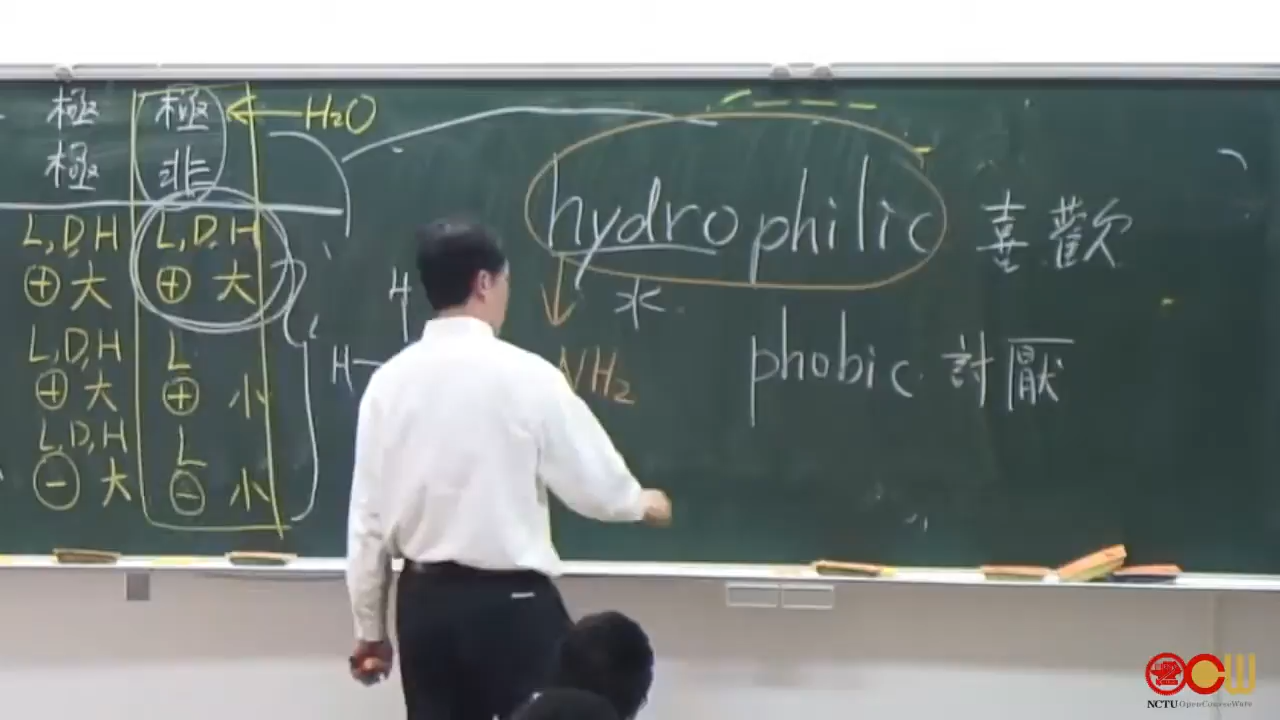 極 極 ← H₂O
極 非
L,D,H L,D,H
⊕ 大 ⊕ 大
L,D,H L
⊕ 大 ⊕ 小
L,D,H L
⊖ 大 ⊖ 小
hydrophilic 喜歡
水
H
H—
NH₂
phobic 討厭
NCTU OpenCourseWare
OCW